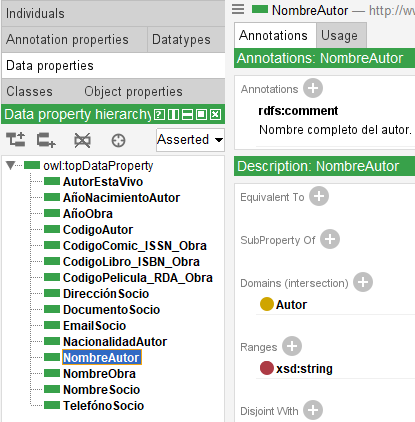 Individuals
Annotation properties
Datatypes
Data properties
Classes
Object properties
Data property hierarchy
Asserted
owl:topDataProperty
AutorEstaVivo
AñoNacimientoAutor
AñoObra
CodigoAutor
CodigoComic_ISSN_Obra
CodigoLibro_ISBN_Obra
CodigoPelicula_RDA_Obra
DirecciónSocio
DocumentoSocio
EmailSocio
NacionalidadAutor
NombreAutor
NombreObra
NombreSocio
TelefónoSocio
NombreAutor — http://w
Annotations
Usage
Annotations: NombreAutor
Annotations
rdfs:comment
Nombre completo del autor.
Description: NombreAutor
Equivalent To
SubProperty Of
Domains (intersection)
Autor
Ranges
xsd:string
Disjoint With